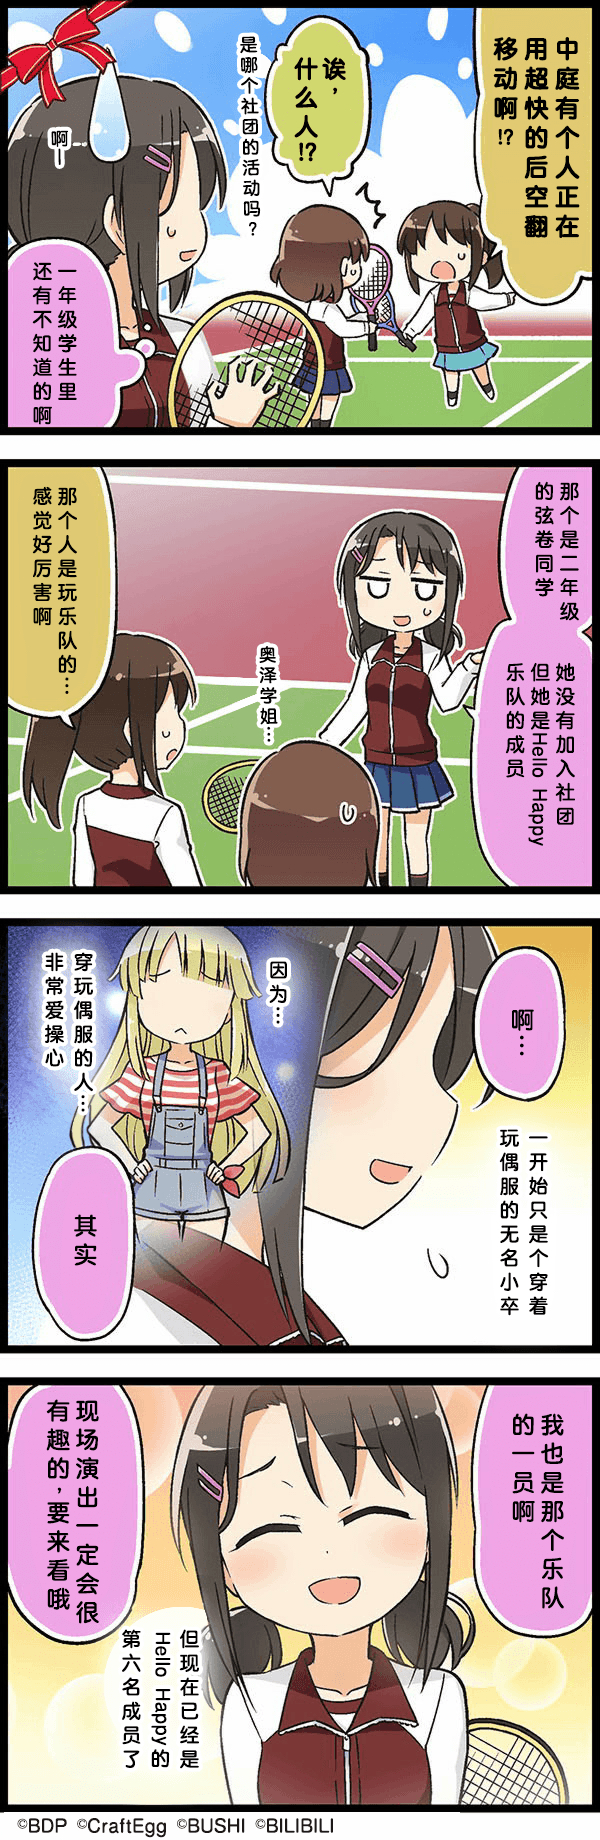 中庭有个人正在
用超快的后空翻
移动啊!?
诶，
什么人!?
是哪个社团的活动吗？
啊—
一年级学生里
还有不知道的啊
那个是二年级
的弦卷同学
她没有加入社团
但她是Hello Happy
乐队的成员
奥泽学姐…
那个人是玩乐队的…
感觉好厉害啊
啊…
一开始只是个穿着
玩偶服的无名小卒
因为…
穿玩偶服的人…
非常爱操心
其实
我也是那个乐队
的一员啊
现场演出一定会很
有趣的，要来看哦
但现在已经是
Hello Happy的
第六名成员了
©BDP ©CraftEgg ©BUSHI ©BILIBILI